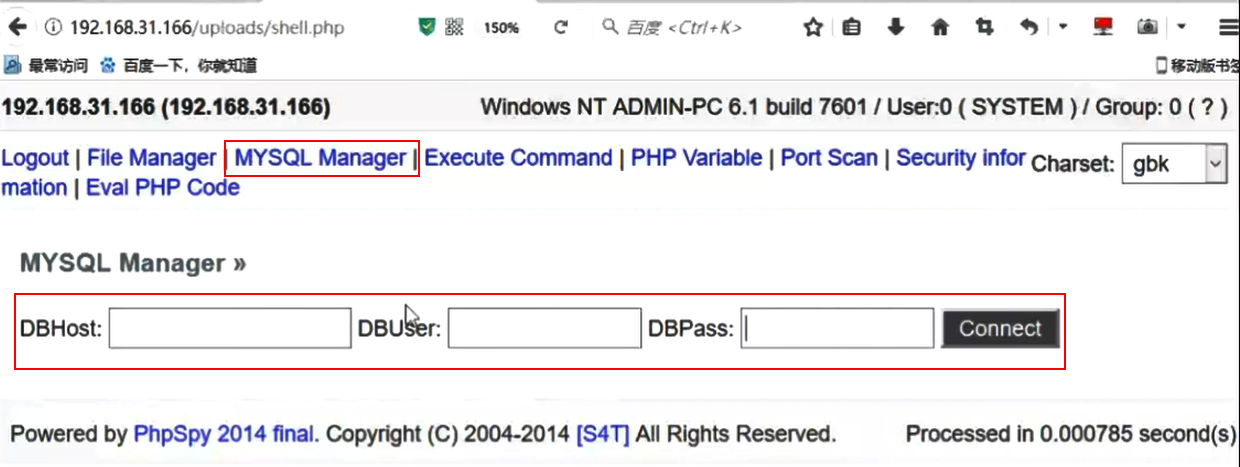 192.168.31.166/uploads/shell.php 150% 百度 <Ctrl+K>
最常访问 百度一下，你就知道 移动版书签
192.168.31.166 (192.168.31.166) Windows NT ADMIN-PC 6.1 build 7601 / User:0 ( SYSTEM ) / Group: 0 ( ? )
Logout | File Manager | MYSQL Manager | Execute Command | PHP Variable | Port Scan | Security infor Charset: gbk
mation | Eval PHP Code
MYSQL Manager »
DBHost: DBUser: DBPass: Connect
Powered by PhpSpy 2014 final. Copyright (C) 2004-2014 [S4T] All Rights Reserved. Processed in 0.000785 second(s)